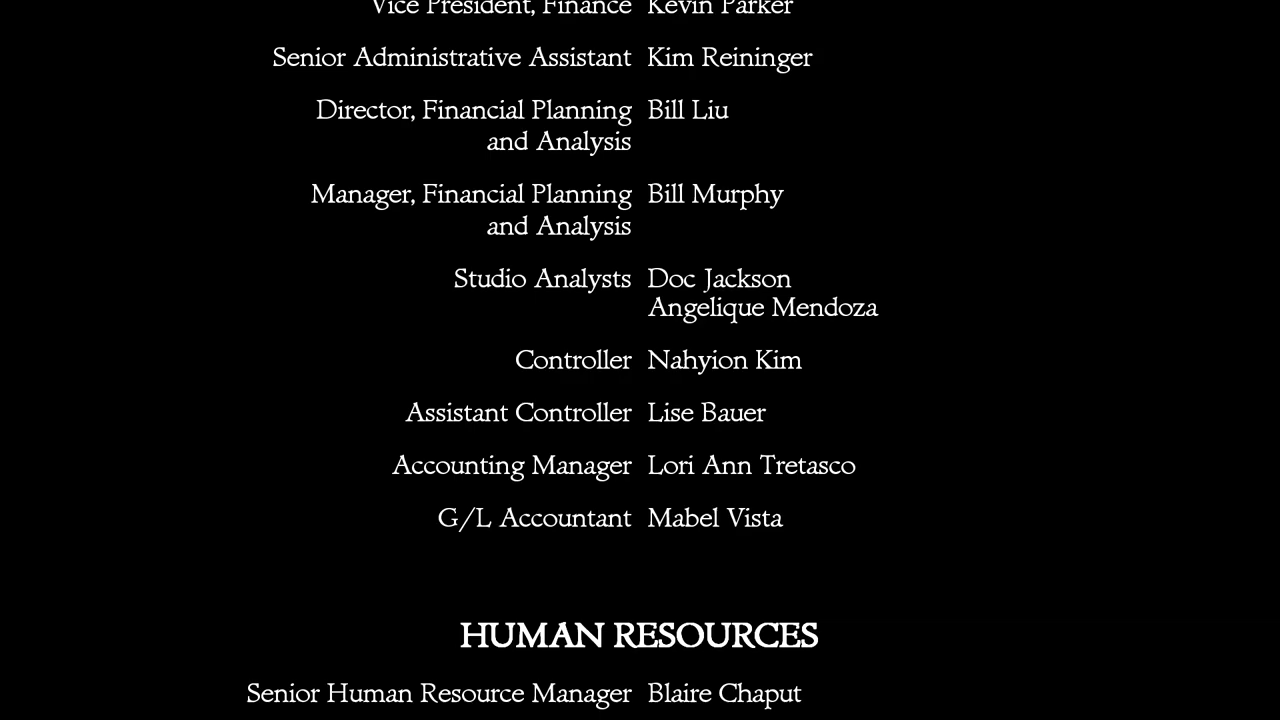 Vice President, Finance Kevin Parker
Senior Administrative Assistant Kim Reininger
Director, Financial Planning Bill Liu
and Analysis
Manager, Financial Planning Bill Murphy
and Analysis
Studio Analysts Doc Jackson
Angelique Mendoza
Controller Nahyion Kim
Assistant Controller Lise Bauer
Accounting Manager Lori Ann Tretasco
G/L Accountant Mabel Vista
HUMAN RESOURCES
Senior Human Resource Manager Blaire Chaput